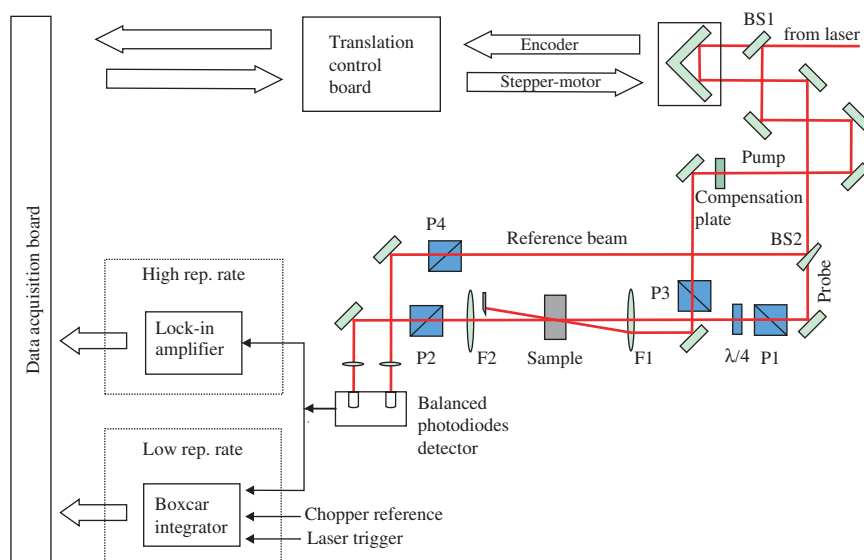 BS1
from laser
Translation
control
board
Encoder
Stepper-motor
Pump
Compensation
plate
P4
Reference beam
BS2
Probe
High rep. rate
Lock-in
amplifier
P3
P2
F2
Sample
F1
λ/4
P1
Data acquisition board
Balanced
photodiodes
detector
Low rep. rate
Boxcar
integrator
Chopper reference
Laser trigger